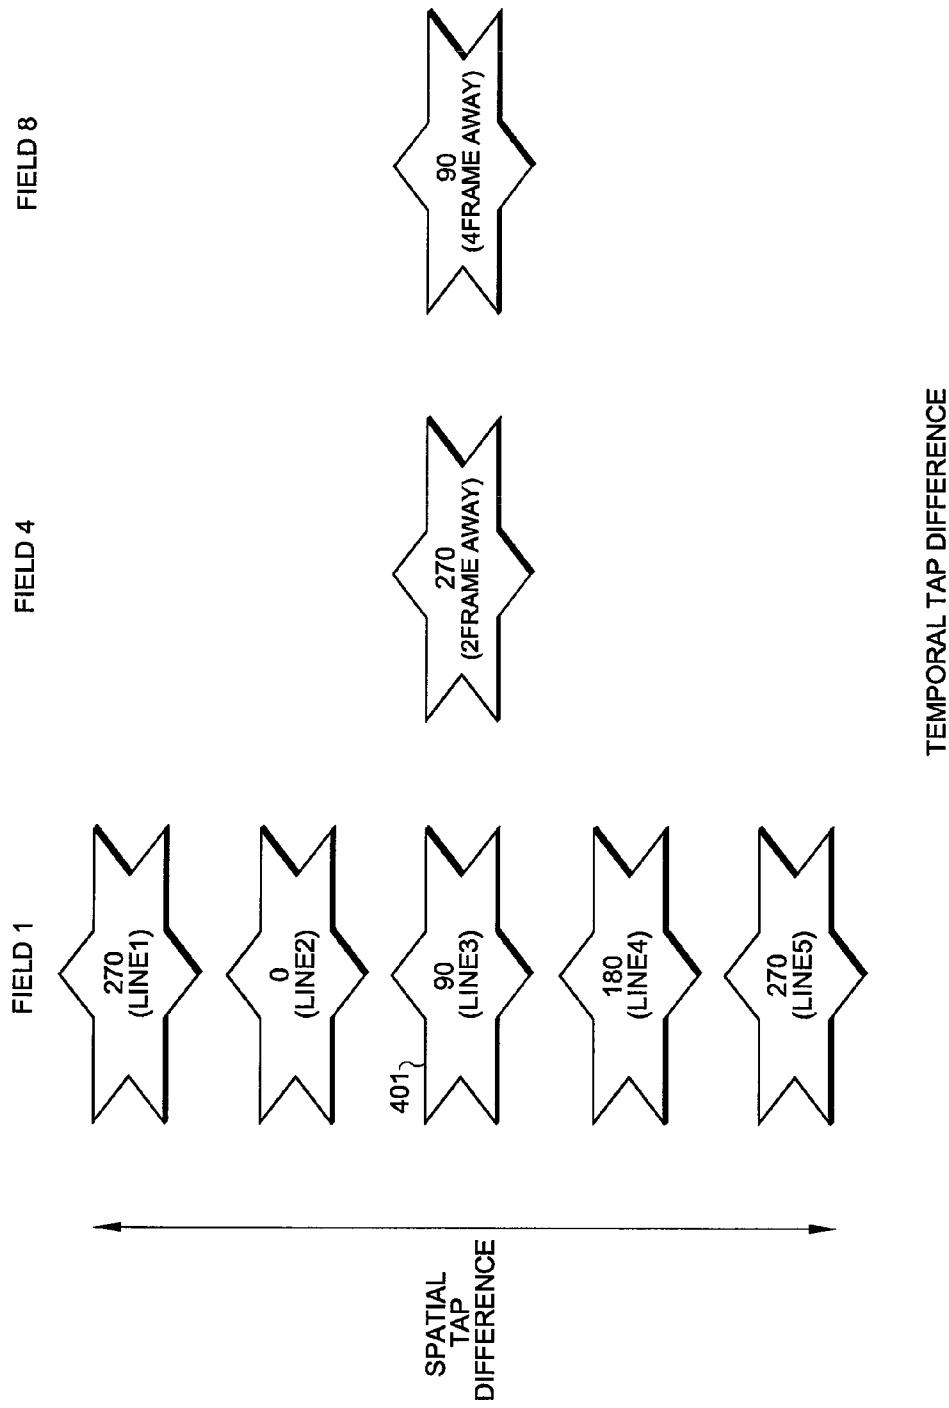 FIELD 1
FIELD 4
FIELD 8
270
(LINE1)
0
(LINE2)
401
90
(LINE3)
270
(2FRAME AWAY)
90
(4FRAME AWAY)
180
(LINE4)
270
(LINE5)
SPATIAL
TAP
DIFFERENCE
TEMPORAL TAP DIFFERENCE